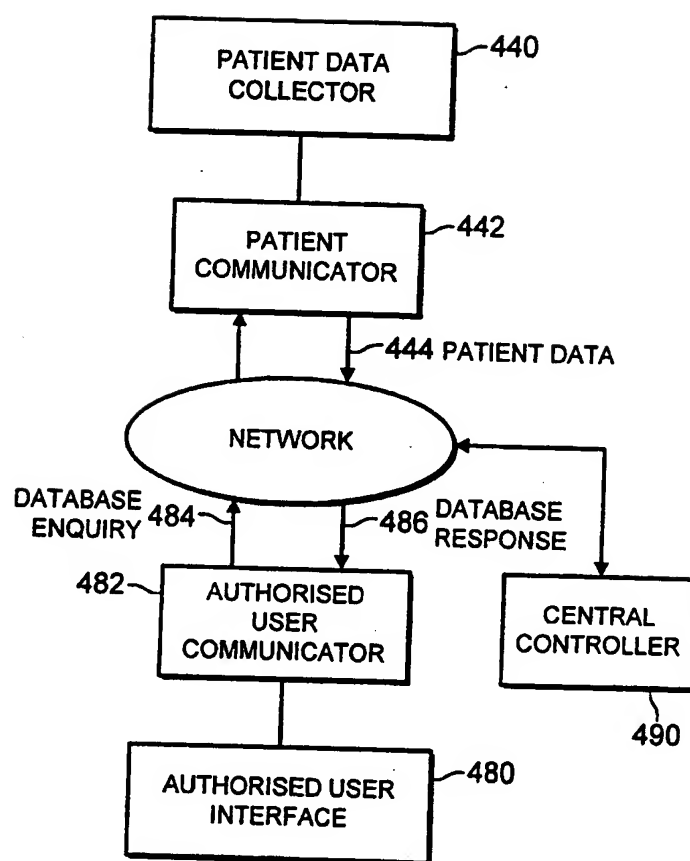 440
PATIENT DATA
COLLECTOR
442
PATIENT
COMMUNICATOR
444 PATIENT DATA
NETWORK
DATABASE
ENQUIRY
484
486
DATABASE
RESPONSE
482
AUTHORISED
USER
COMMUNICATOR
CENTRAL
CONTROLLER
490
480
AUTHORISED USER
INTERFACE